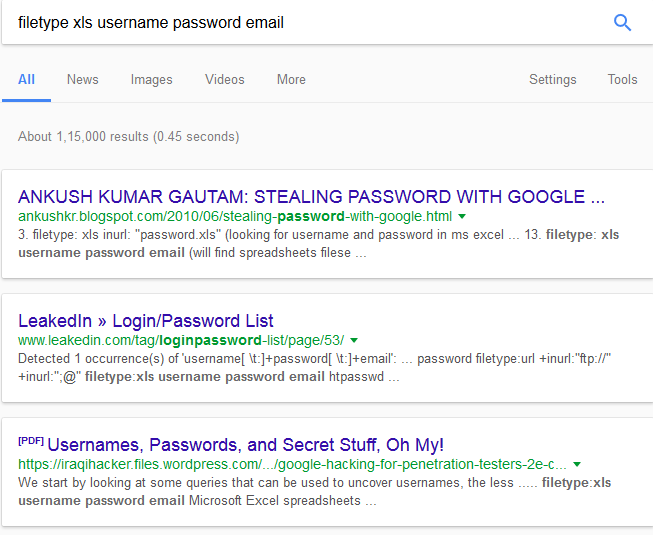 filetype xls username password email
All News Images Videos More Settings Tools
About 1,15,000 results (0.45 seconds)
ANKUSH KUMAR GAUTAM: STEALING PASSWORD WITH GOOGLE ...
ankushkr.blogspot.com/2010/06/stealing-password-with-google.html
3. filetype: xls inurl: "password.xls" (looking for username and password in ms excel ... 13. filetype: xls
username password email (will find spreadsheets filese ...
LeakedIn » Login/Password List
www.leakedin.com/tag/loginpassword-list/page/53/
Detected 1 occurrence(s) of 'username[ \t:]+password[ \t:]+email': ... password filetype:url +inurl:"ftp://"
+inurl:";@" filetype:xls username password email htpasswd ...
[PDF] Usernames, Passwords, and Secret Stuff, Oh My!
https://iraqihacker.files.wordpress.com/.../google-hacking-for-penetration-testers-2e-c...
We start by looking at some queries that can be used to uncover usernames, the less ..... filetype:xls
username password email Microsoft Excel spreadsheets ...